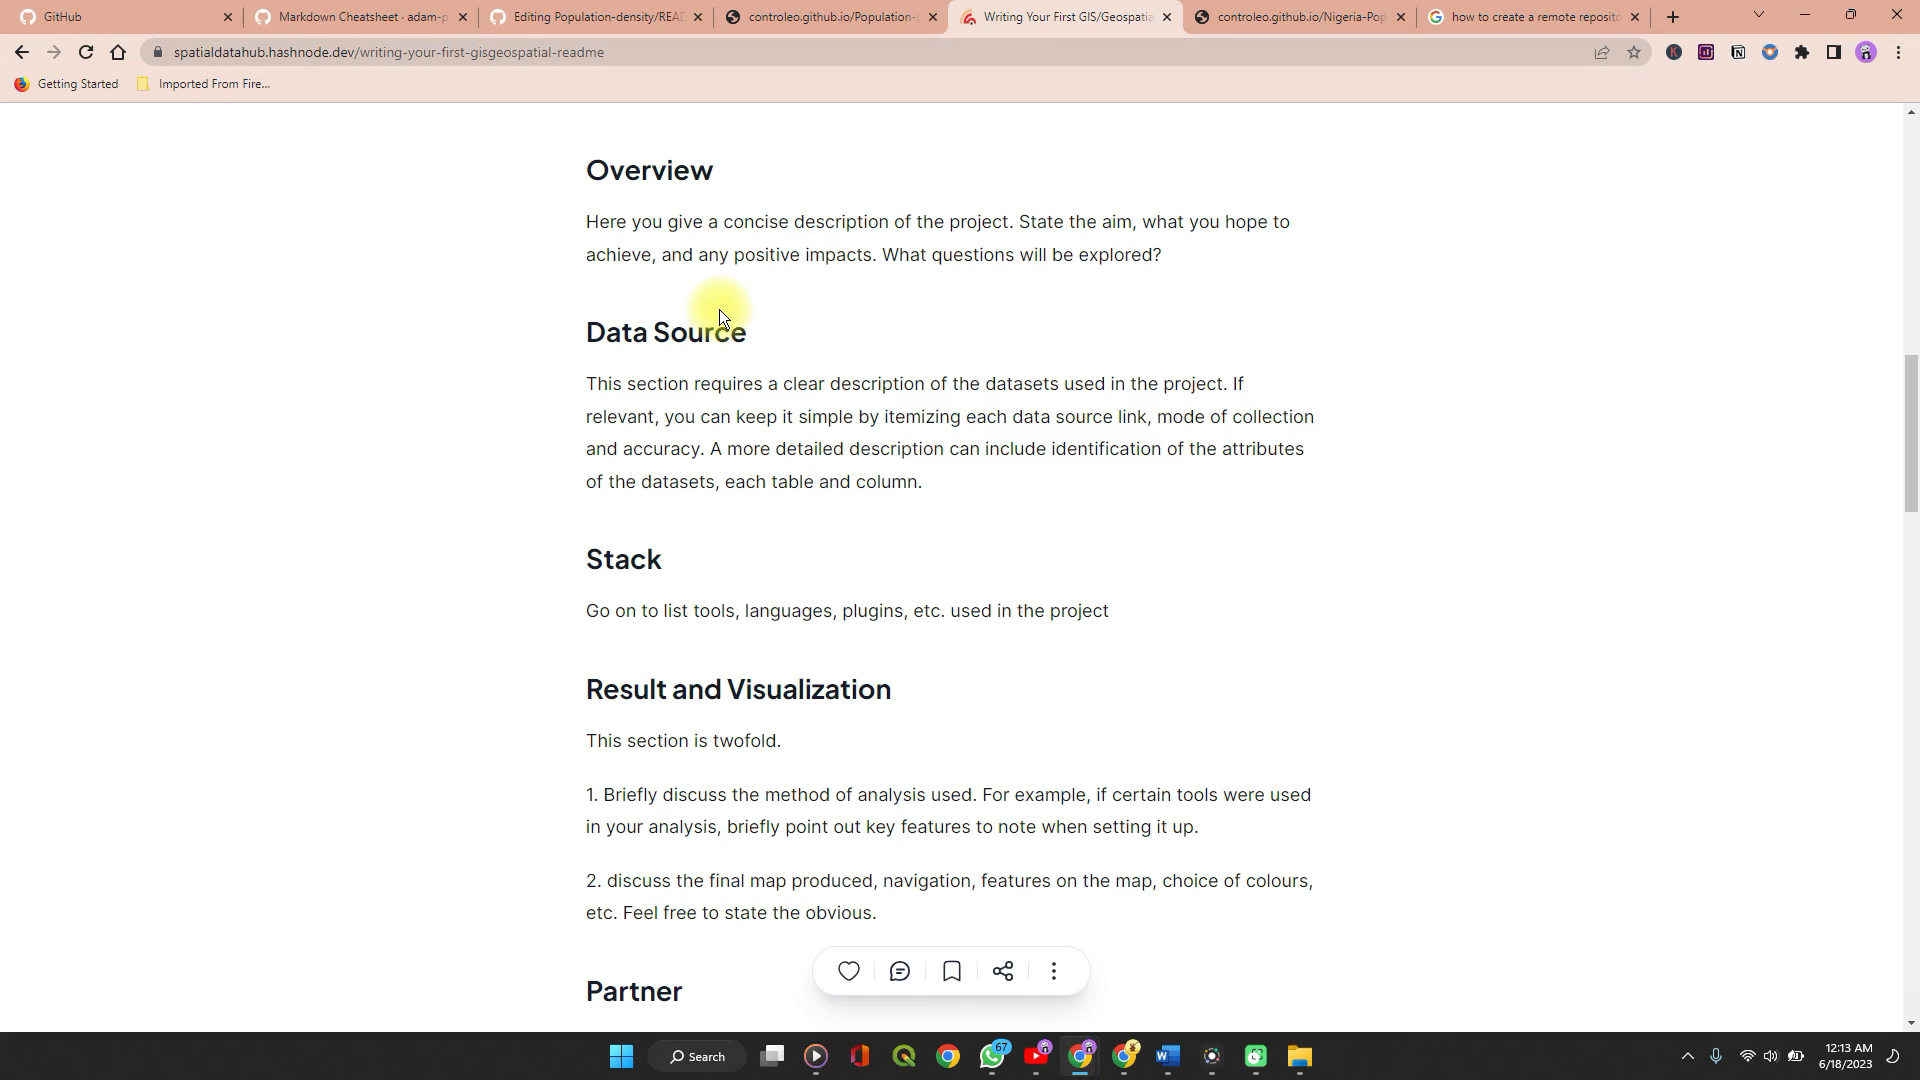 GitHub
Markdown Cheatsheet · adam-p
Editing Population-density/READ
controleo.github.io/Population-
Writing Your First GIS/Geospatia
controleo.github.io/Nigeria-Pop
how to create a remote reposito
spatialdatahub.hashnode.dev/writing-your-first-gisgeospatial-readme
Getting Started
Imported From Fire...
Overview
Here you give a concise description of the project. State the aim, what you hope to
achieve, and any positive impacts. What questions will be explored?
Data Source
This section requires a clear description of the datasets used in the project. If
relevant, you can keep it simple by itemizing each data source link, mode of collection
and accuracy. A more detailed description can include identification of the attributes
of the datasets, each table and column.
Stack
Go on to list tools, languages, plugins, etc. used in the project
Result and Visualization
This section is twofold.
1. Briefly discuss the method of analysis used. For example, if certain tools were used
in your analysis, briefly point out key features to note when setting it up.
2. discuss the final map produced, navigation, features on the map, choice of colours,
etc. Feel free to state the obvious.
Partner
Search
67
12:13 AM
6/18/2023